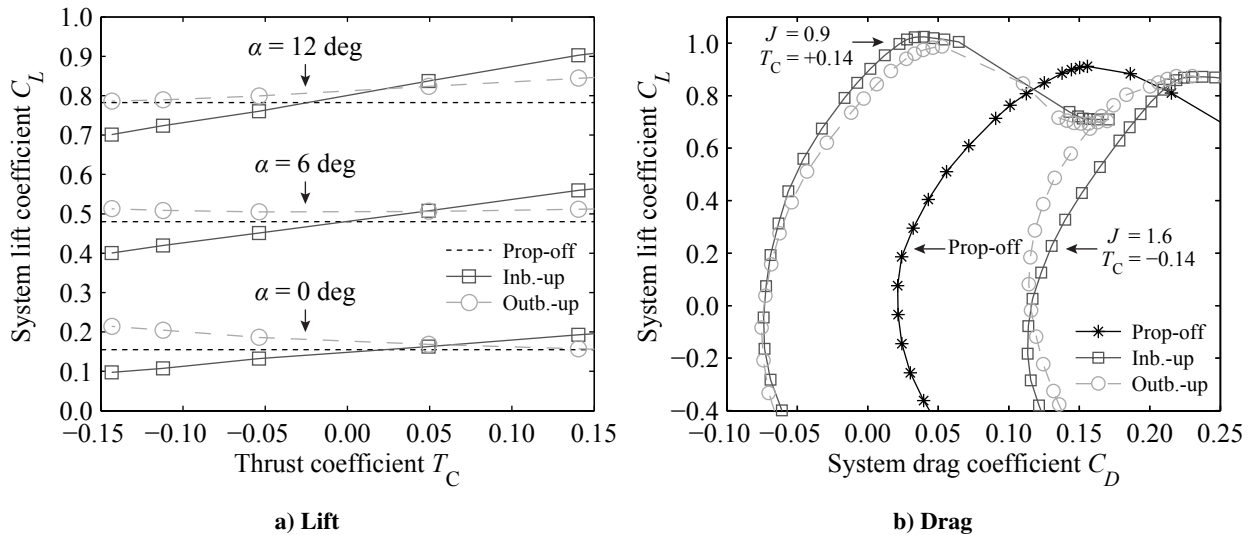 System lift coefficient C_L
1.0
0.9
0.8
0.7
0.6
0.5
0.4
0.3
0.2
0.1
0.0
α = 12 deg
α = 6 deg
α = 0 deg
Prop-off
Inb.-up
Outb.-up
−0.15 −0.10 −0.05 0.00 0.05 0.10 0.15
Thrust coefficient T_C
a) Lift
System lift coefficient C_L
1.0
0.8
0.6
0.4
0.2
0.0
−0.2
−0.4
J = 0.9
T_C = +0.14
Prop-off
J = 1.6
T_C = −0.14
Prop-off
Inb.-up
Outb.-up
−0.10 −0.05 0.00 0.05 0.10 0.15 0.20 0.25
System drag coefficient C_D
b) Drag